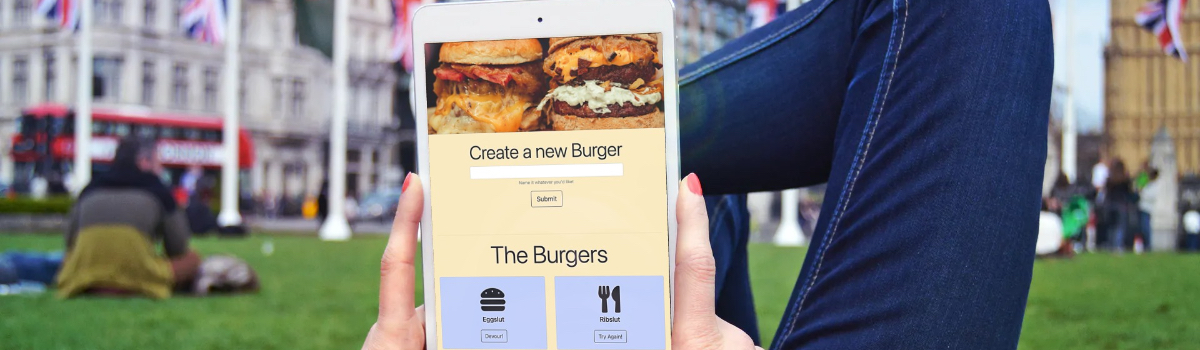 Create a new Burger
Name it whatever you'd like!
Submit
The Burgers
Eggslut
Ribslut
Devour!
Try Again!